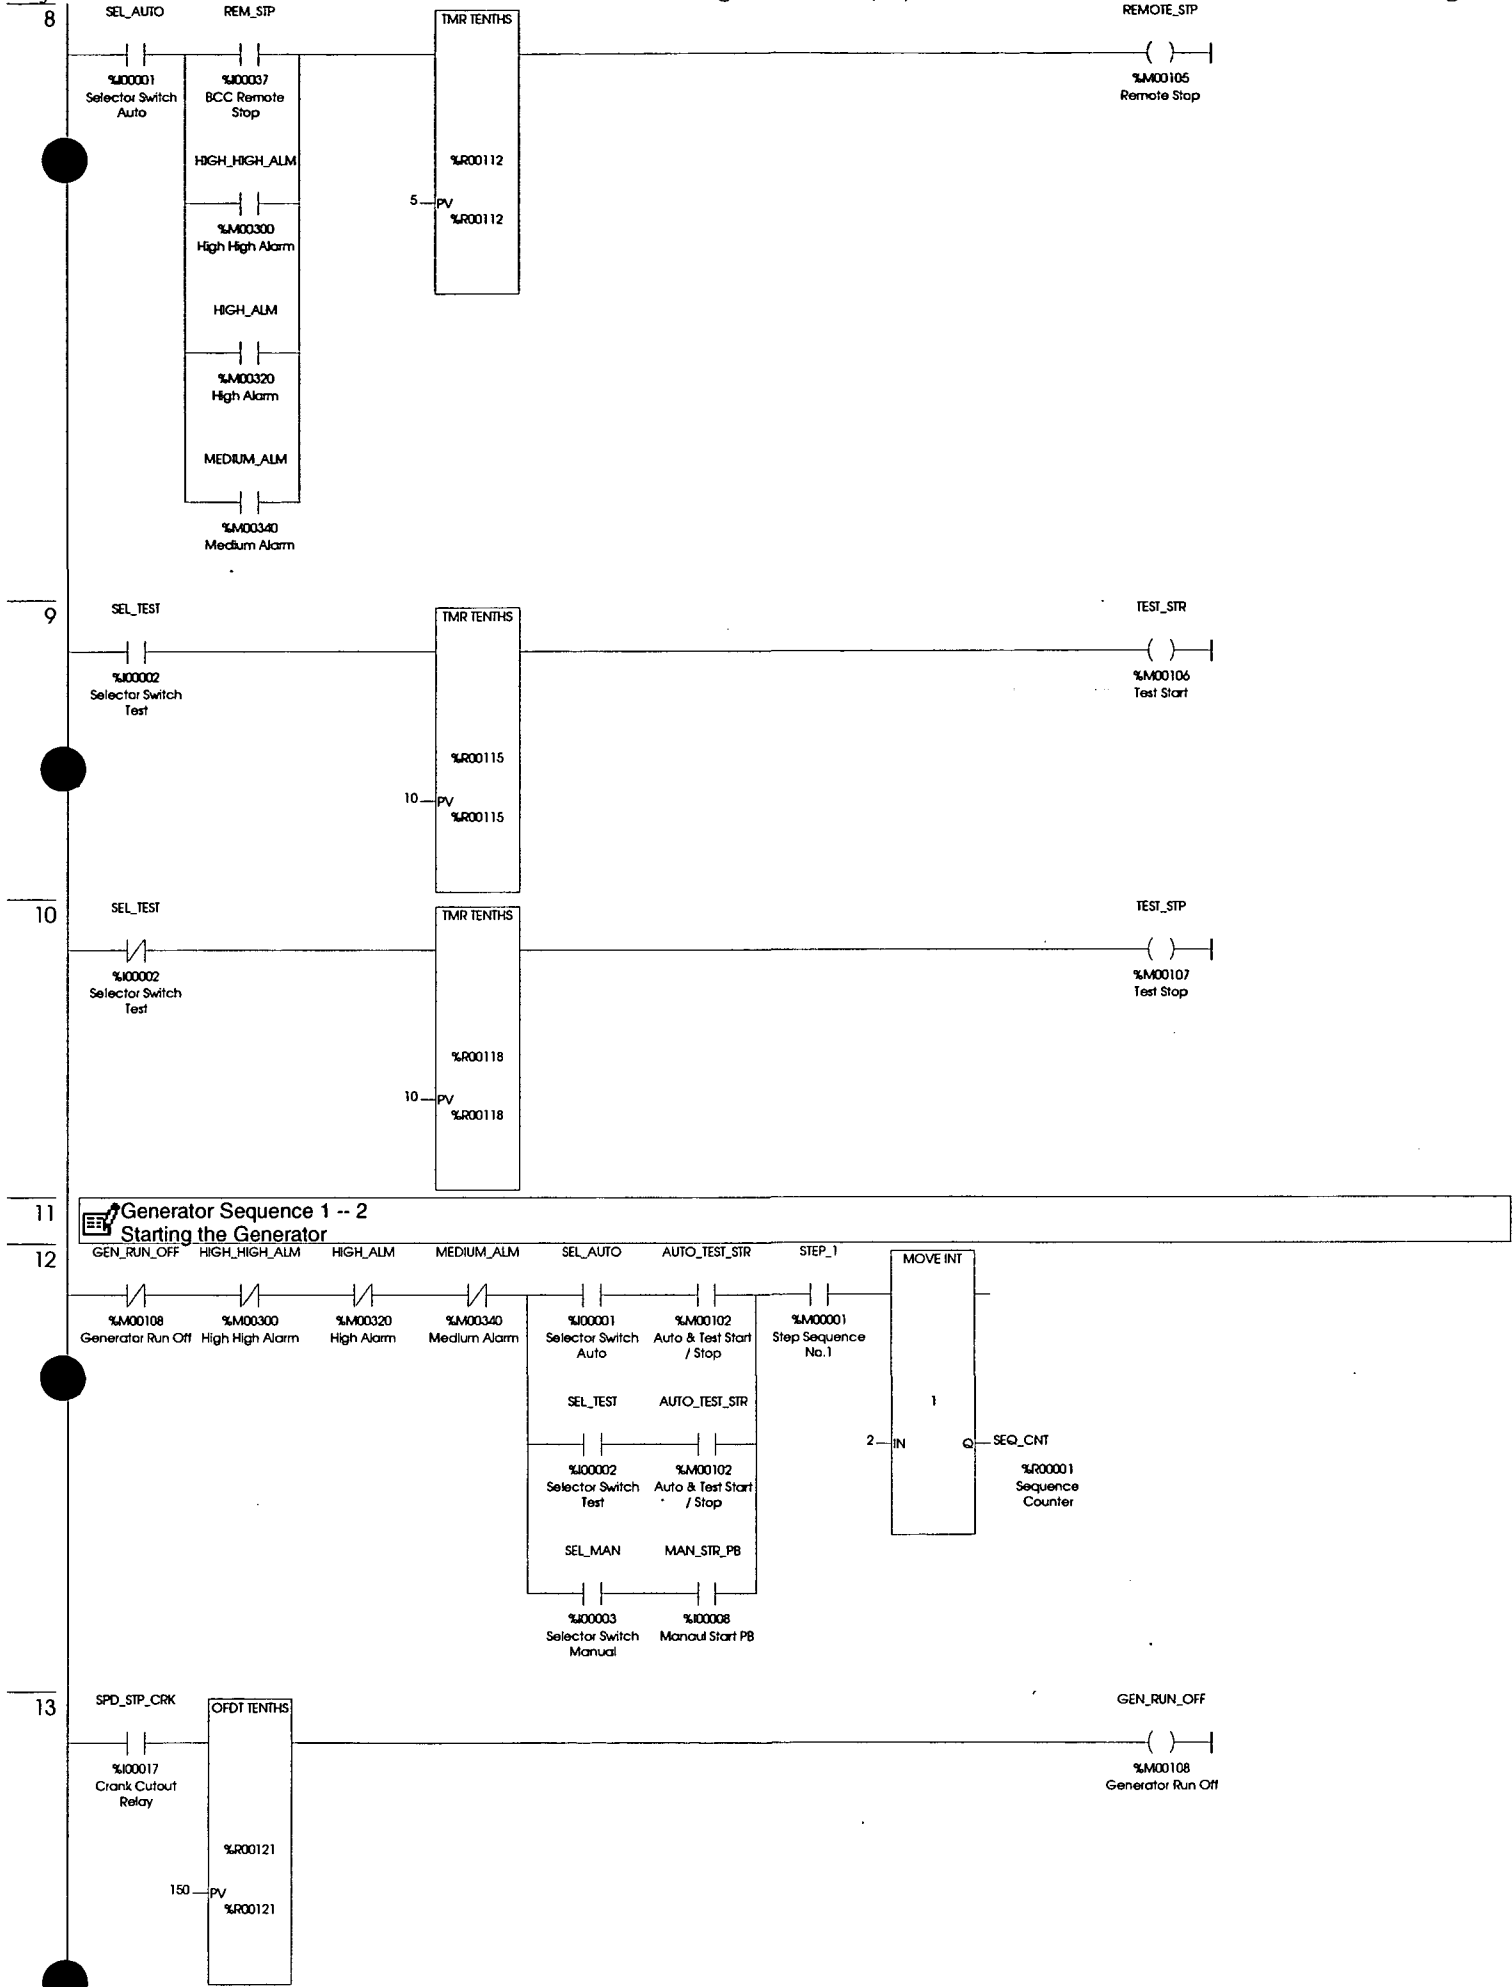 8
SEL_AUTO REM_STP TMR TENTHS REMOTE_STP
%I00001 %I00037 %M00105
Selector Switch BCC Remote Remote Stop
Auto Stop
HIGH_HIGH_ALM %R00112
5 PV
%M00300 %R00112
High High Alarm
HIGH_ALM
%M00320
High Alarm
MEDIUM_ALM
%M00340
Medium Alarm
9
SEL_TEST TMR TENTHS TEST_STR
%I00002 %M00106
Selector Switch Test Start
Test
%R00115
10 PV
%R00115
10
SEL_TEST TMR TENTHS TEST_STP
%I00002 %M00107
Selector Switch Test Stop
Test
%R00118
10 PV
%R00118
11
Generator Sequence 1 -- 2
Starting the Generator
12
GEN_RUN_OFF HIGH_HIGH_ALM HIGH_ALM MEDIUM_ALM SEL_AUTO AUTO_TEST_STR STEP_1 MOVE INT
%M00108 %M00300 %M00320 %M00340 %I00001 %M00102 %M00001
Generator Run Off High High Alarm High Alarm Medium Alarm Selector Switch Auto & Test Start Step Sequence
Auto / Stop No.1
SEL_TEST AUTO_TEST_STR 1
2 IN Q SEQ_CNT
%I00002 %M00102 %R00001
Selector Switch Auto & Test Start Sequence
Test / Stop Counter
SEL_MAN MAN_STR_PB
%I00003 %I00008
Selector Switch Manaul Start PB
Manual
13
SPD_STP_CRK OFDT TENTHS GEN_RUN_OFF
%I00017 %M00108
Crank Cutout Generator Run Off
Relay
%R00121
150 PV
%R00121